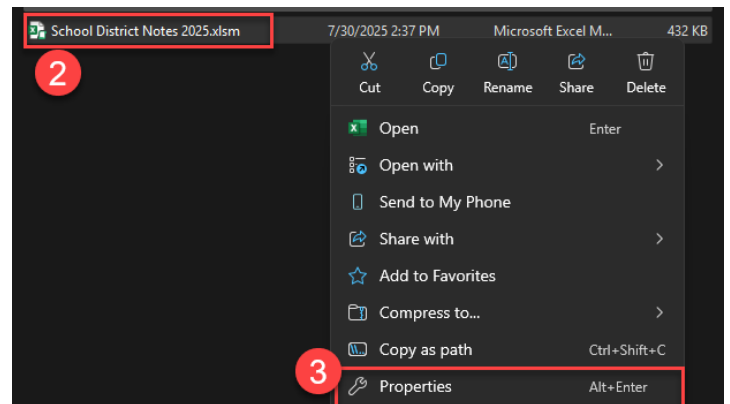 School District Notes 2025.xlsm 7/30/2025 2:37 PM Microsoft Excel M... 432 KB
2
Cut Copy Rename Share Delete
Open Enter
Open with
Send to My Phone
Share with
Add to Favorites
Compress to...
Copy as path Ctrl+Shift+C
3
Properties Alt+Enter